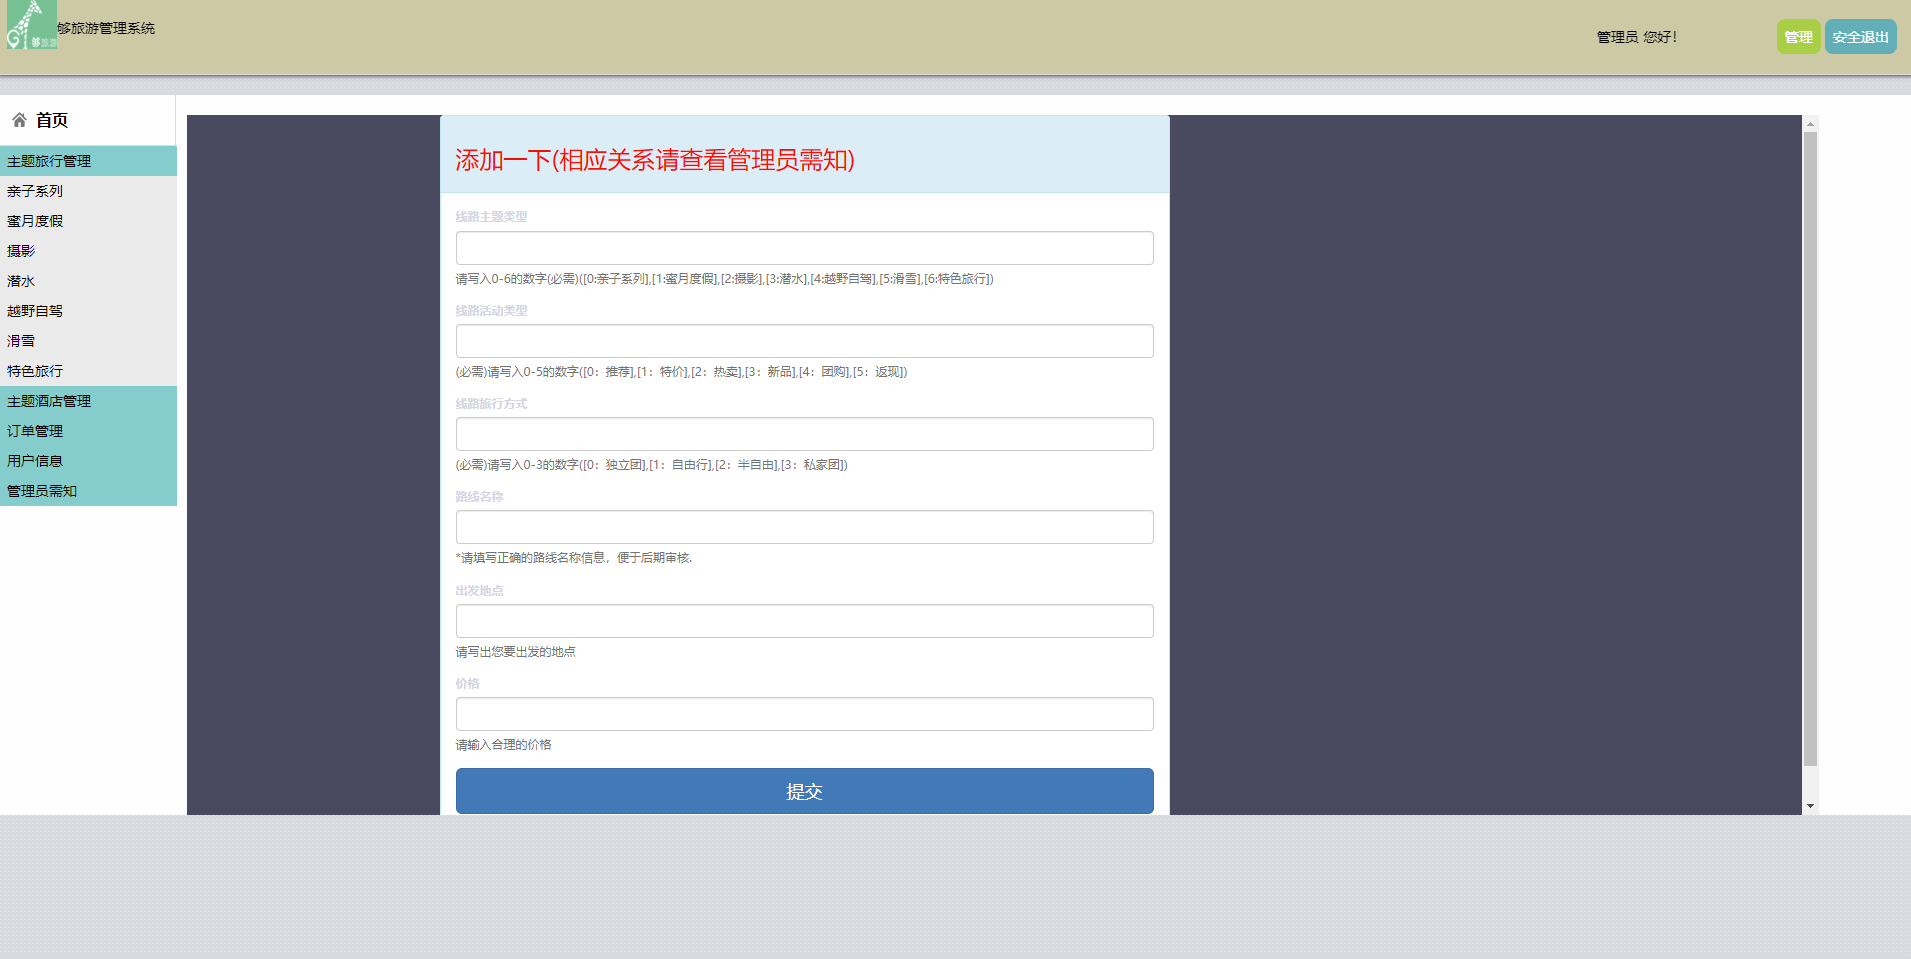 够旅游
够旅游管理系统
管理员 您好！
管理
安全退出
首页
主题旅行管理
亲子系列
蜜月度假
摄影
潜水
越野自驾
滑雪
特色旅行
主题酒店管理
订单管理
用户信息
管理员需知
添加一下(相应关系请查看管理员需知)
线路主题类型
请写入0-6的数字(必需)([0:亲子系列],[1:蜜月度假],[2:摄影],[3:潜水],[4:越野自驾],[5:滑雪],[6:特色旅行])
线路活动类型
(必需)请写入0-5的数字([0：推荐],[1：特价],[2：热卖],[3：新品],[4：团购],[5：返现])
线路旅行方式
(必需)请写入0-3的数字([0：独立团],[1：自由行],[2：半自由],[3：私家团])
路线名称
*请填写正确的路线名称信息，便于后期审核.
出发地点
请写出您要出发的地点
价格
请输入合理的价格
提交